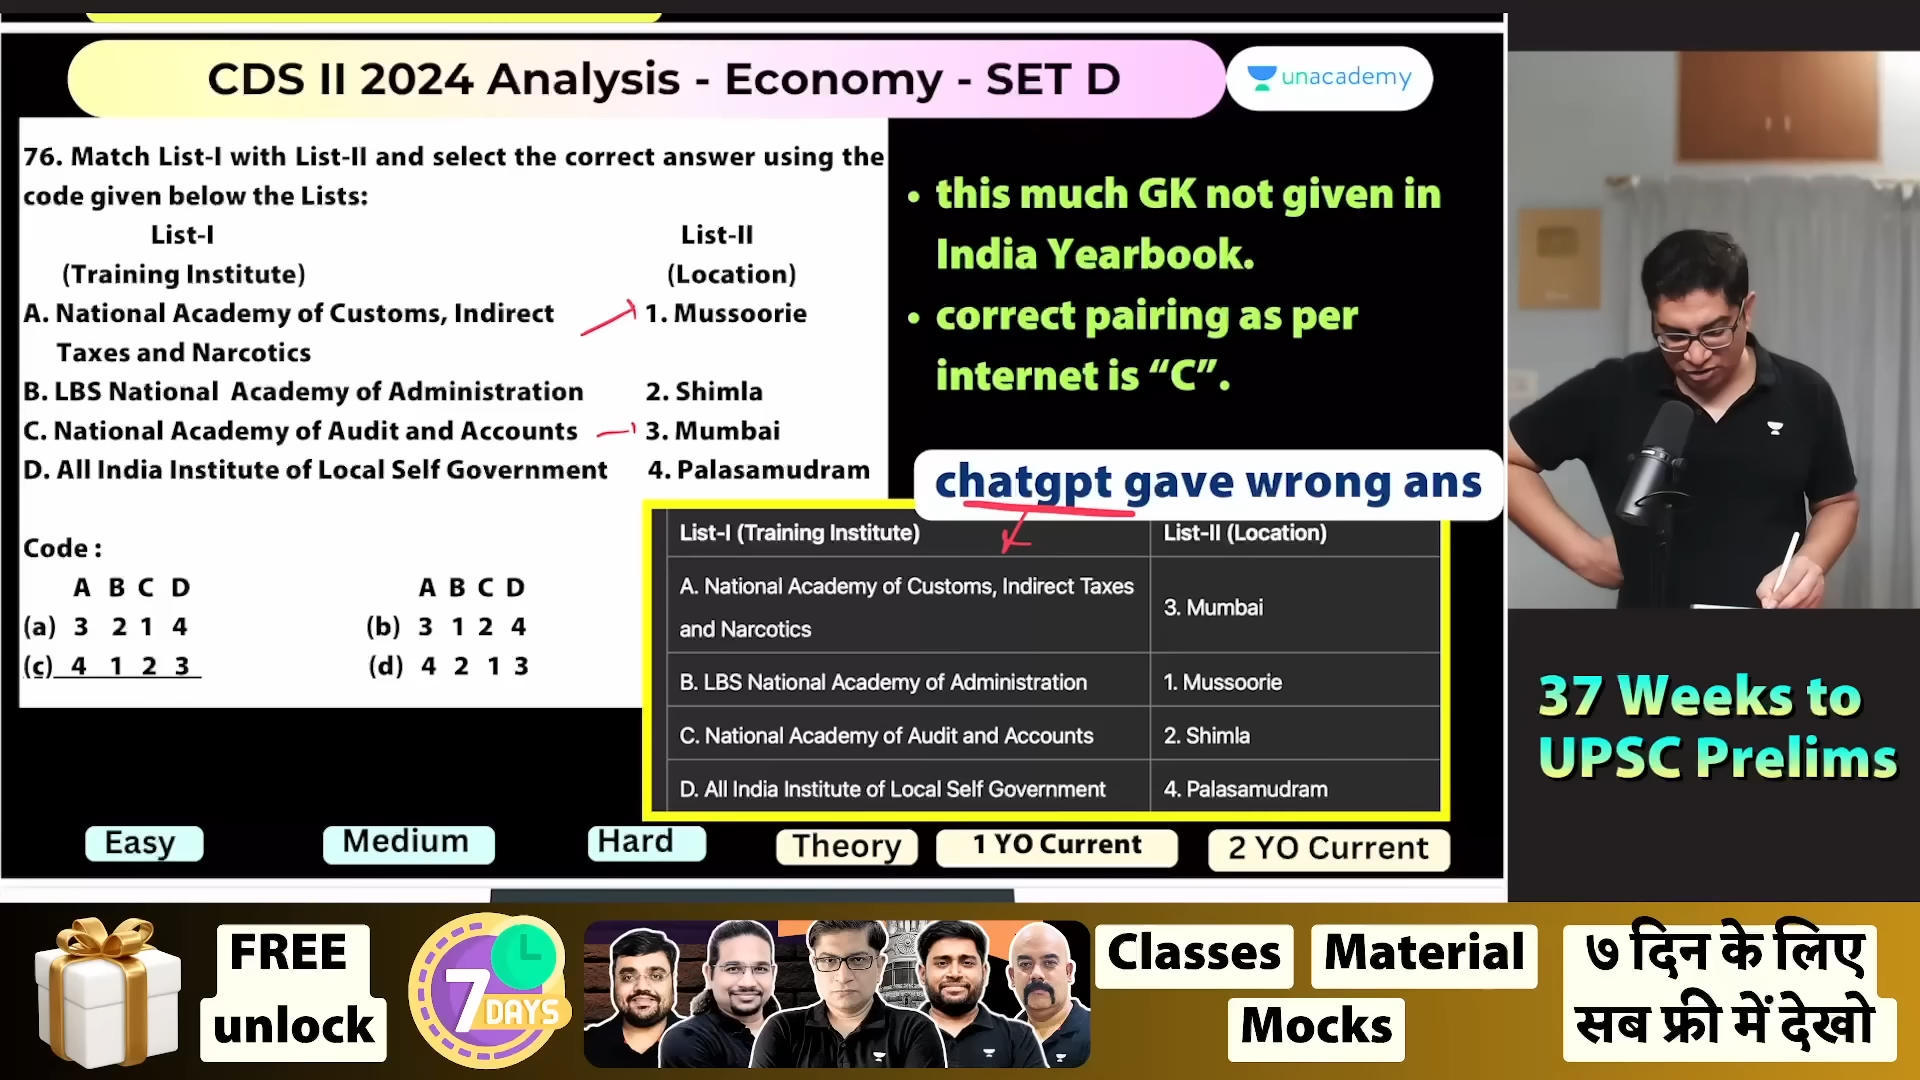 CDS II 2024 Analysis - Economy - SET D
unacademy
76. Match List-I with List-II and select the correct answer using the
code given below the Lists:
List-I List-II
(Training Institute) (Location)
A. National Academy of Customs, Indirect 1. Mussoorie
Taxes and Narcotics
B. LBS National Academy of Administration 2. Shimla
C. National Academy of Audit and Accounts 3. Mumbai
D. All India Institute of Local Self Government 4. Palasamudram
Code :
A B C D A B C D
(a) 3 2 1 4 (b) 3 1 2 4
(c) 4 1 2 3 (d) 4 2 1 3
• this much GK not given in
India Yearbook.
• correct pairing as per
internet is “C”.
chatgpt gave wrong ans
List-I (Training Institute) List-II (Location)
A. National Academy of Customs, Indirect Taxes
and Narcotics
3. Mumbai
B. LBS National Academy of Administration 1. Mussoorie
C. National Academy of Audit and Accounts 2. Shimla
D. All India Institute of Local Self Government 4. Palasamudram
Easy Medium Hard Theory 1 YO Current 2 YO Current
37 Weeks to
UPSC Prelims
FREE
unlock
7 DAYS
Classes Material
Mocks
७ दिन के लिए
सब फ्री में देखो